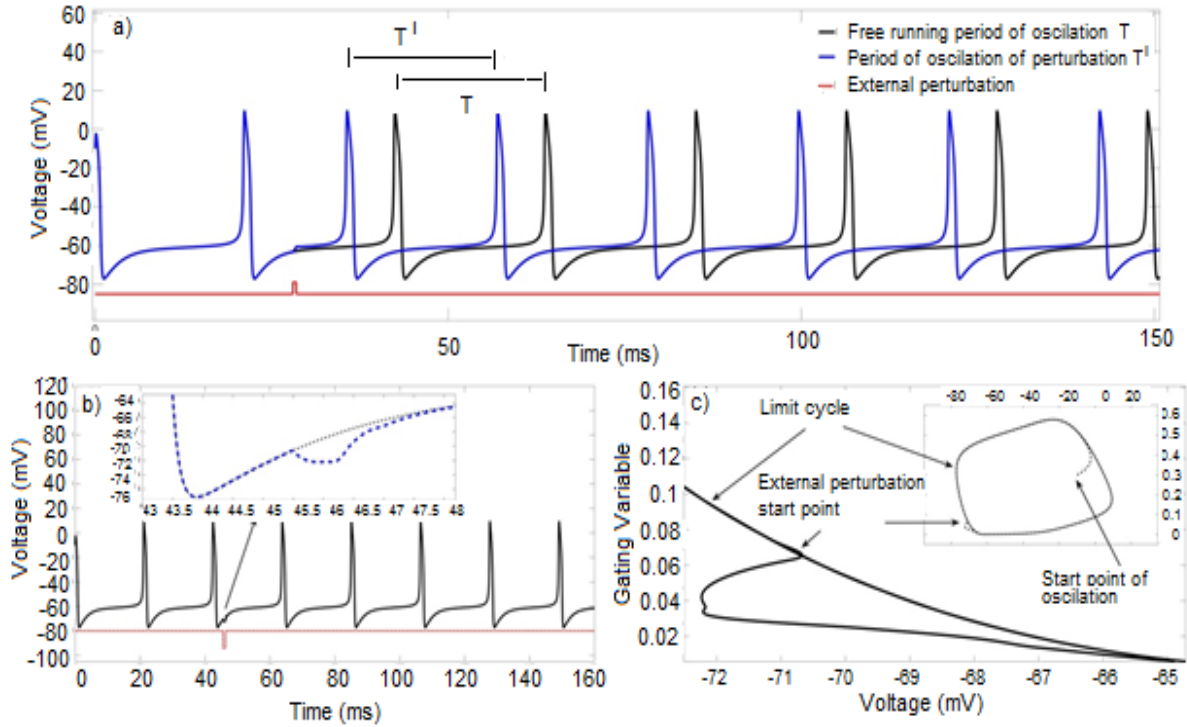 a)
T I
T
Free running period of oscilation T
Period of oscilation of perturbation T I
External perturbation
Voltage (mV)
60
40
20
0
-20
-40
-60
-80
0
50
100
150
Time (ms)
b)
Voltage (mV)
120
100
80
60
40
20
0
-20
-40
-60
-80
-100
-64
-66
-68
-70
-72
-74
-76
43 43.5 44 44.5 45 45.5 46 46.5 47 47.5 48
0 20 40 60 80 100 120 140 160
Time (ms)
c)
Gating Variable
0.16
0.14
0.12
0.1
0.08
0.06
0.04
0.02
Limit cycle
External perturbation
start point
-80 -60 -40 -20 0 20
0.6
0.5
0.4
0.3
0.2
0.1
0
Start point of
oscilation
-72 -71 -70 -69 -68 -67 -66 -65
Voltage (mV)